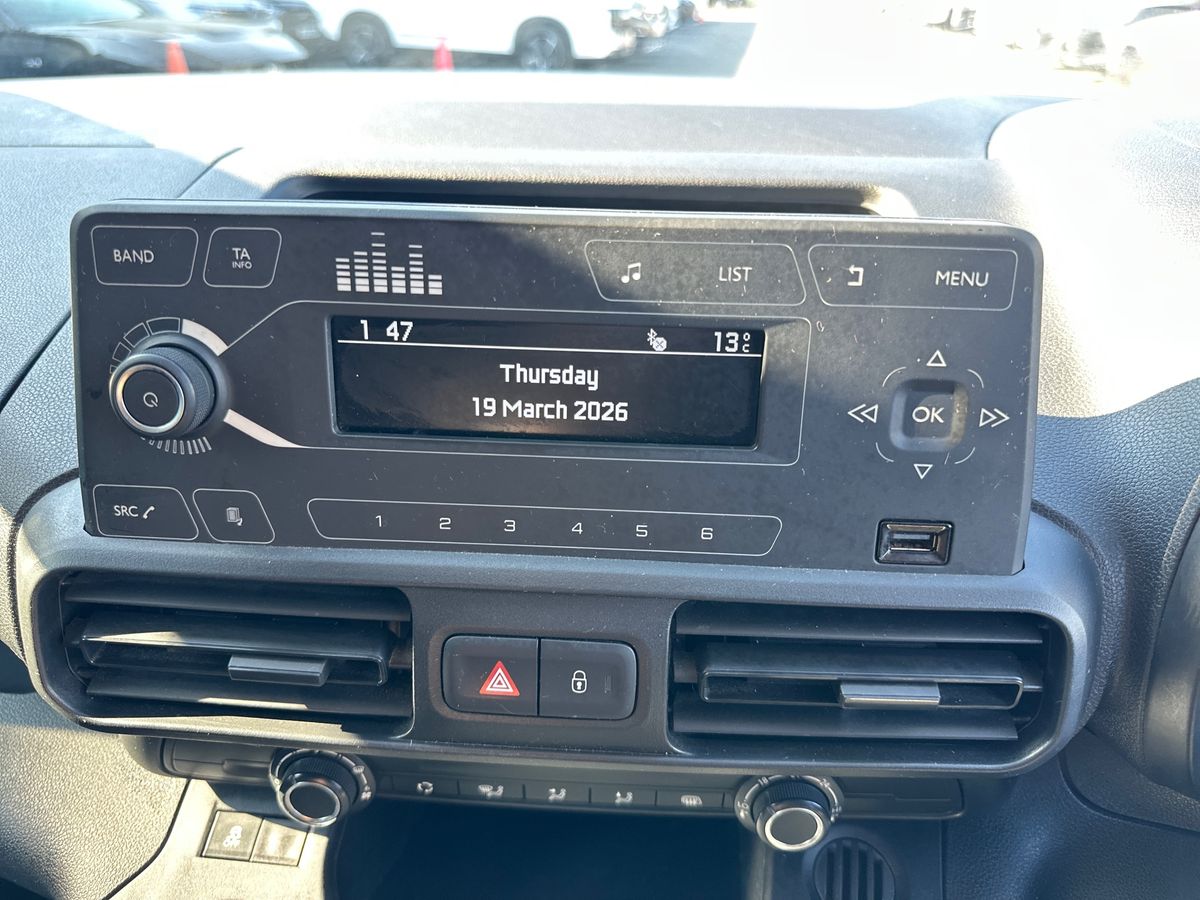 BAND
TA
INFO
LIST
MENU
1 47
13°C
Thursday
19 March 2026
OK
SRC
1 2 3 4 5 6
OFF